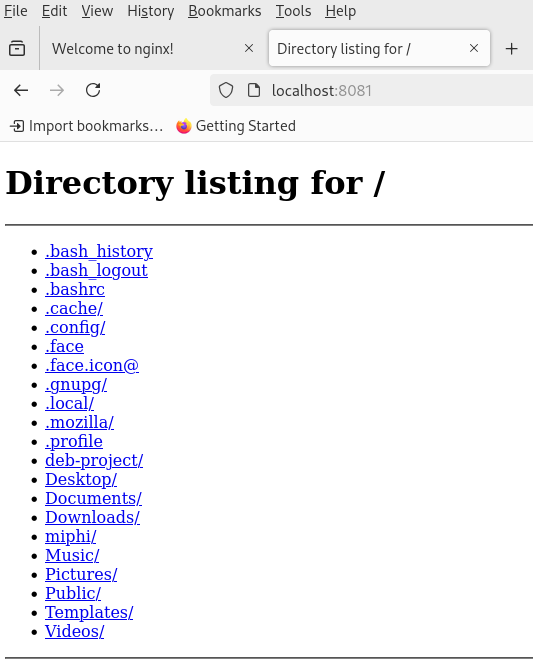 File Edit View History Bookmarks Tools Help
Welcome to nginx! Directory listing for /
localhost:8081
Import bookmarks... Getting Started
Directory listing for /
.bash_history
.bash_logout
.bashrc
.cache/
.config/
.face
.face.icon@
.gnupg/
.local/
.mozilla/
.profile
deb-project/
Desktop/
Documents/
Downloads/
miphi/
Music/
Pictures/
Public/
Templates/
Videos/